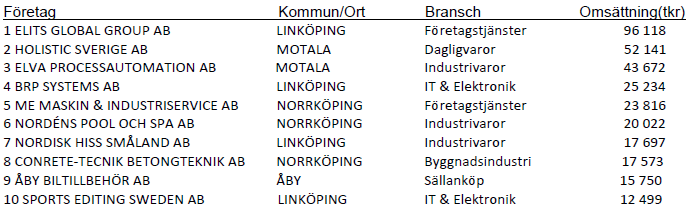 Företag Kommun/Ort Bransch Omsättning(tkr)
1 ELITS GLOBAL GROUP AB LINKÖPING Företagstjänster 96 118
2 HOLISTIC SVERIGE AB MOTALA Dagligvaror 52 141
3 ELVA PROCESSAUTOMATION AB MOTALA Industrivaror 43 672
4 BRP SYSTEMS AB LINKÖPING IT & Elektronik 25 234
5 ME MASKIN & INDUSTRISERVICE AB NORRKÖPING Företagstjänster 23 816
6 NORDÉNS POOL OCH SPA AB NORRKÖPING Industrivaror 20 022
7 NORDISK HISS SMÅLAND AB LINKÖPING Industrivaror 17 697
8 CONRETE-TECNIK BETONGTEKNIK AB NORRKÖPING Byggnadsindustri 17 573
9 ÅBY BILTILLBEHÖR AB ÅBY Sällanköp 15 750
10 SPORTS EDITING SWEDEN AB LINKÖPING IT & Elektronik 12 499